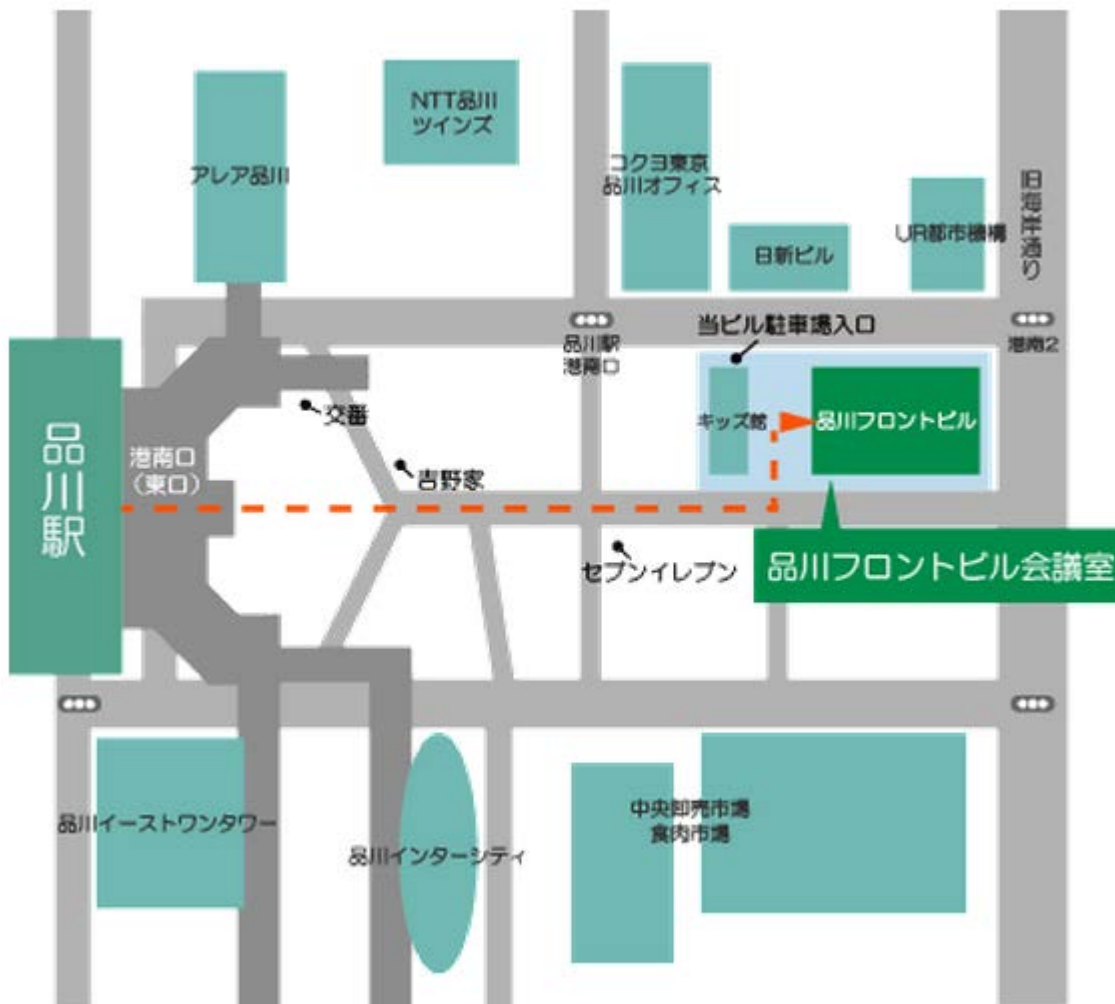 NTT品川
ツインズ
アレア品川
コクヨ東京
品川オフィス
日新ビル
UR都市機構
旧海岸通り
当ビル駐車場入口
品川駅
港南口
港南2
交番
キッズ館
品川フロントビル
品川駅
港南口
（東口）
吉野家
セブンイレブン
品川フロントビル会議室
品川イーストワンタワー
品川インターシティ
中央卸売市場
食肉市場